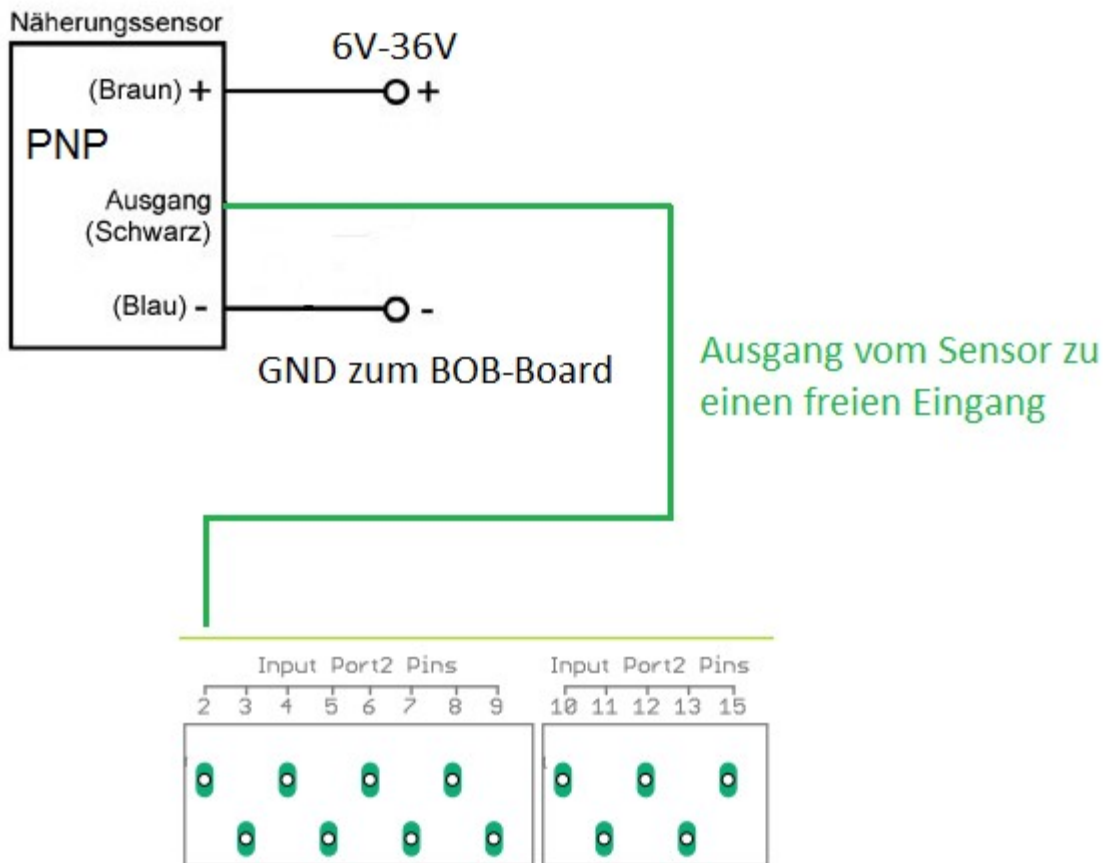 Näherungssensor
6V-36V
(Braun) +
+
PNP
Ausgang
(Schwarz)
(Blau) -
-
GND zum BOB-Board
Ausgang vom Sensor zu
einen freien Eingang
Input Port2 Pins
2 3 4 5 6 7 8 9
Input Port2 Pins
10 11 12 13 15